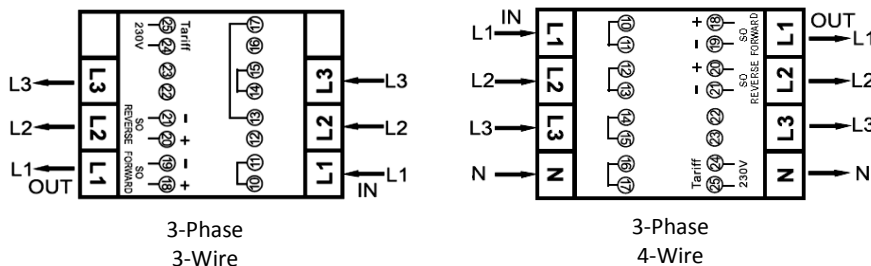 25 Tariff
24 230V
23
22
21 - SO REVERSE
20 +
19 - SO FORWARD
18 +
17
16
15
14
13
12
11
10
L3 L3
L2 L2
L1 L1
OUT
L3 L3
L2 L2
L1 L1
IN
3-Phase
3-Wire
IN
L1 L1
L2 L2
L3 L3
N N
10
11
12
13
14
15
16
17
+ 18 SO FORWARD
- 19
+ 20 SO REVERSE
- 21
22
23
Tariff 24 230V
25
OUT
L1 L1
L2 L2
L3 L3
N N
3-Phase
4-Wire